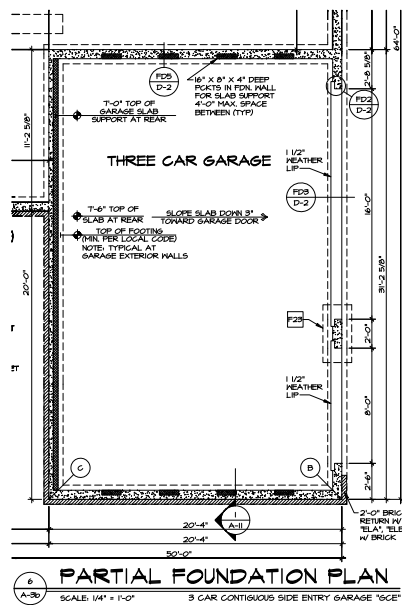 64'-0"
2'-8 5/8"
FD5
D-2
16" X 8" X 4" DEEP
PCKTS IN FDN. WALL
FOR SLAB SUPPORT
4'-0" MAX. SPACE
BETWEEN (TYP)
FD2
D-2
7'-0" TOP OF
GARAGE SLAB
SUPPORT AT REAR
11'-2 5/8"
THREE CAR GARAGE
1 1/2"
WEATHER
LIP
FD3
D-2
16'-0"
7'-6" TOP OF
SLAB AT REAR
SLOPE SLAB DOWN 3"
TOWARD GARAGE DOOR
TOP OF FOOTING
(MIN. PER LOCAL CODE)
NOTE: TYPICAL AT
GARAGE EXTERIOR WALLS
20'-0"
31'-2 5/8"
F23
2'-0"
1 1/2"
WEATHER
LIP
8'-0"
C
B
2'-6"
1
A-11
2'-0" BRIC
RETURN W/
"ELA", "ELE
W/ BRICK
20'-4"
20'-4"
50'-0"
6
A-3b
PARTIAL FOUNDATION PLAN
SCALE: 1/4" = 1'-0"
3 CAR CONTIGUOUS SIDE ENTRY GARAGE "GCE"